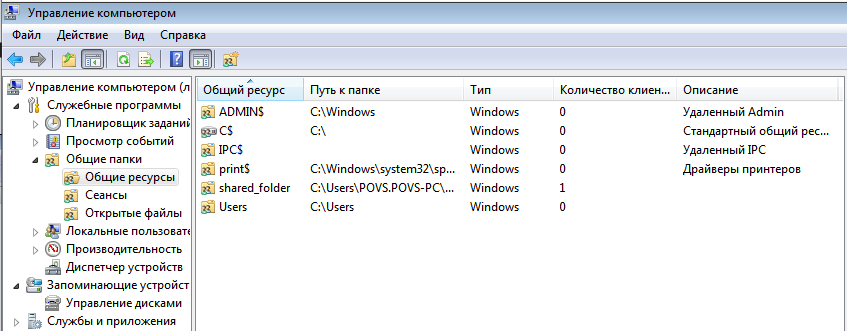 Управление компьютером
Файл Действие Вид Справка
Управление компьютером (л
Служебные программы
Планировщик заданий
Просмотр событий
Общие папки
Общие ресурсы
Сеансы
Открытые файлы
Локальные пользовате
Производительность
Диспетчер устройств
Запоминающие устройст
Управление дисками
Службы и приложения
Общий ресурс Путь к папке Тип Количество клиен... Описание
ADMIN$ C:\Windows Windows 0 Удаленный Admin
C$ C:\ Windows 0 Стандартный общий рес...
IPC$ Windows 0 Удаленный IPC
print$ C:\Windows\system32\sp... Windows 0 Драйверы принтеров
shared_folder C:\Users\POVS.POVS-PC\... Windows 1
Users C:\Users Windows 0